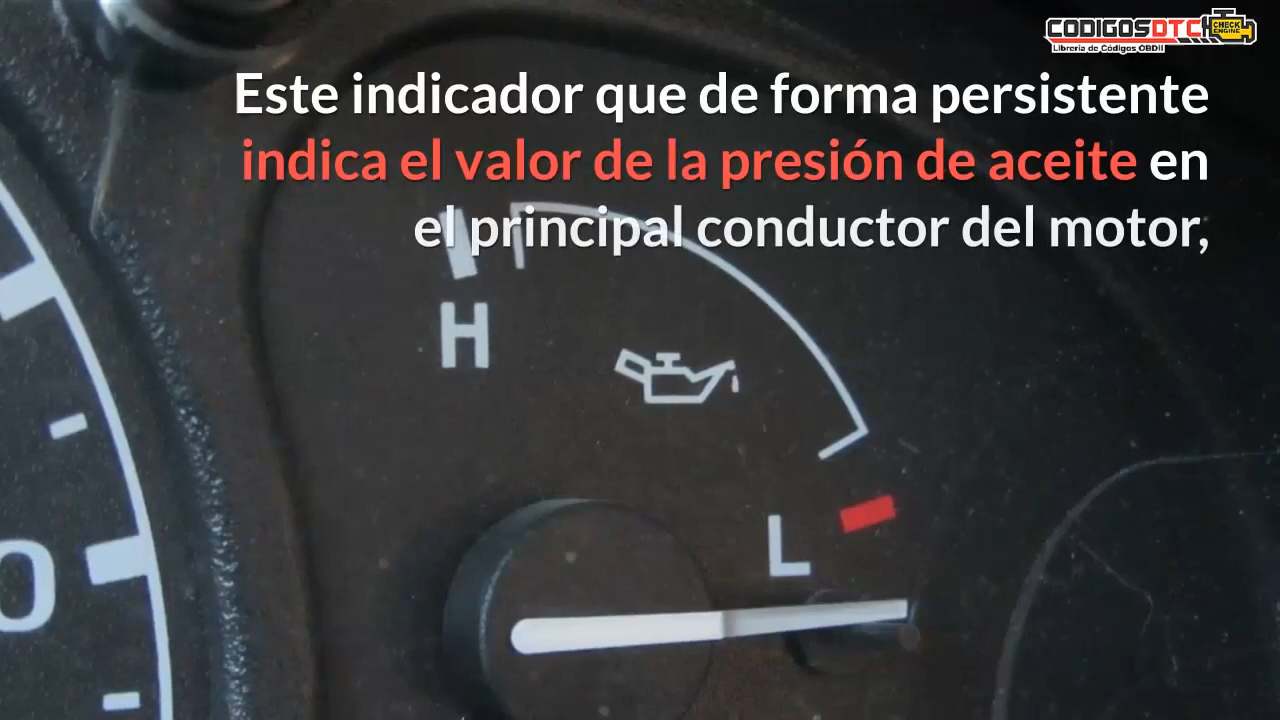 CODIGOSDTC
CHECK
ENGINE
Librería de Códigos OBDII
Este indicador que de forma persistente
indica el valor de la presión de aceite en
el principal conductor del motor,
H
L
0